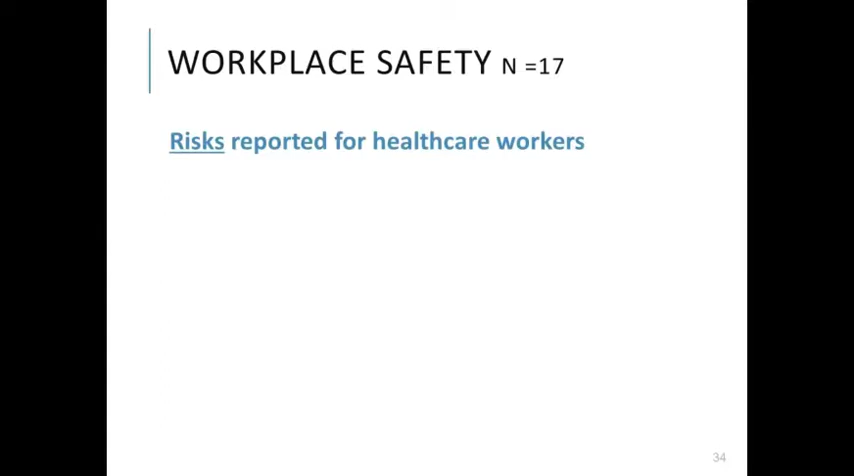 WORKPLACE SAFETY N =17
Risks reported for healthcare workers
34